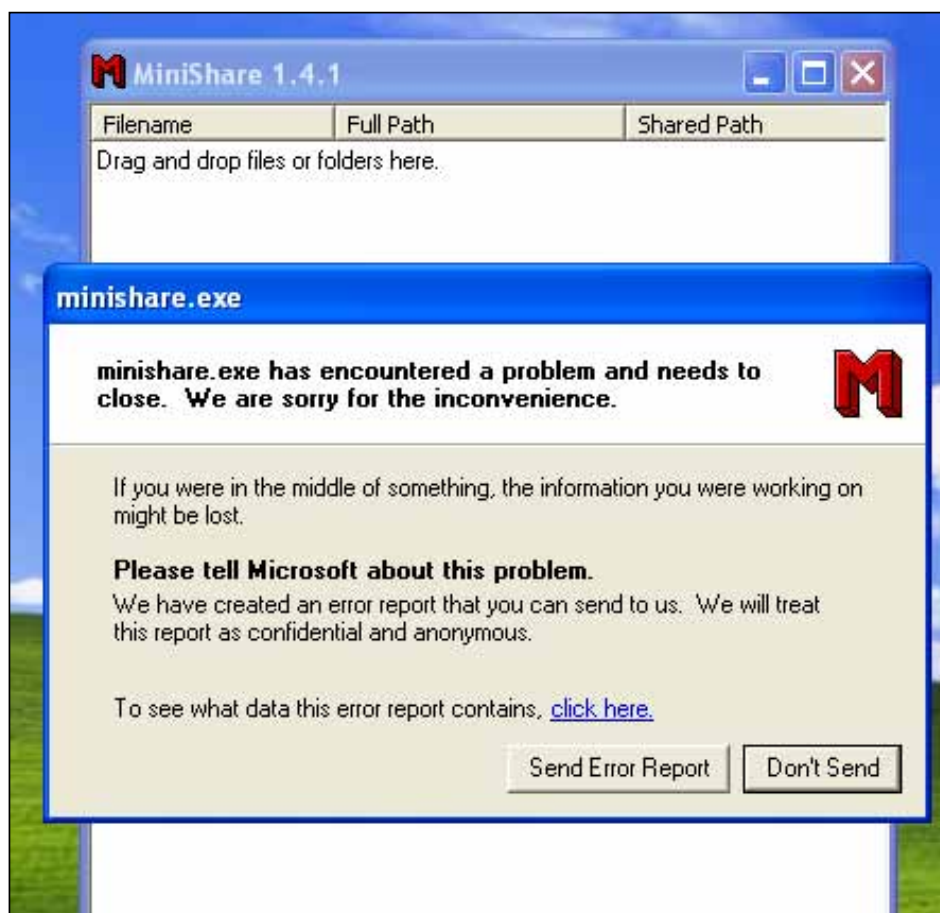 MiniShare 1.4.1
Filename Full Path Shared Path
Drag and drop files or folders here.
minishare.exe
minishare.exe has encountered a problem and needs to
close. We are sorry for the inconvenience.
If you were in the middle of something, the information you were working on
might be lost.
Please tell Microsoft about this problem.
We have created an error report that you can send to us. We will treat
this report as confidential and anonymous.
To see what data this error report contains, click here.
Send Error Report Don't Send